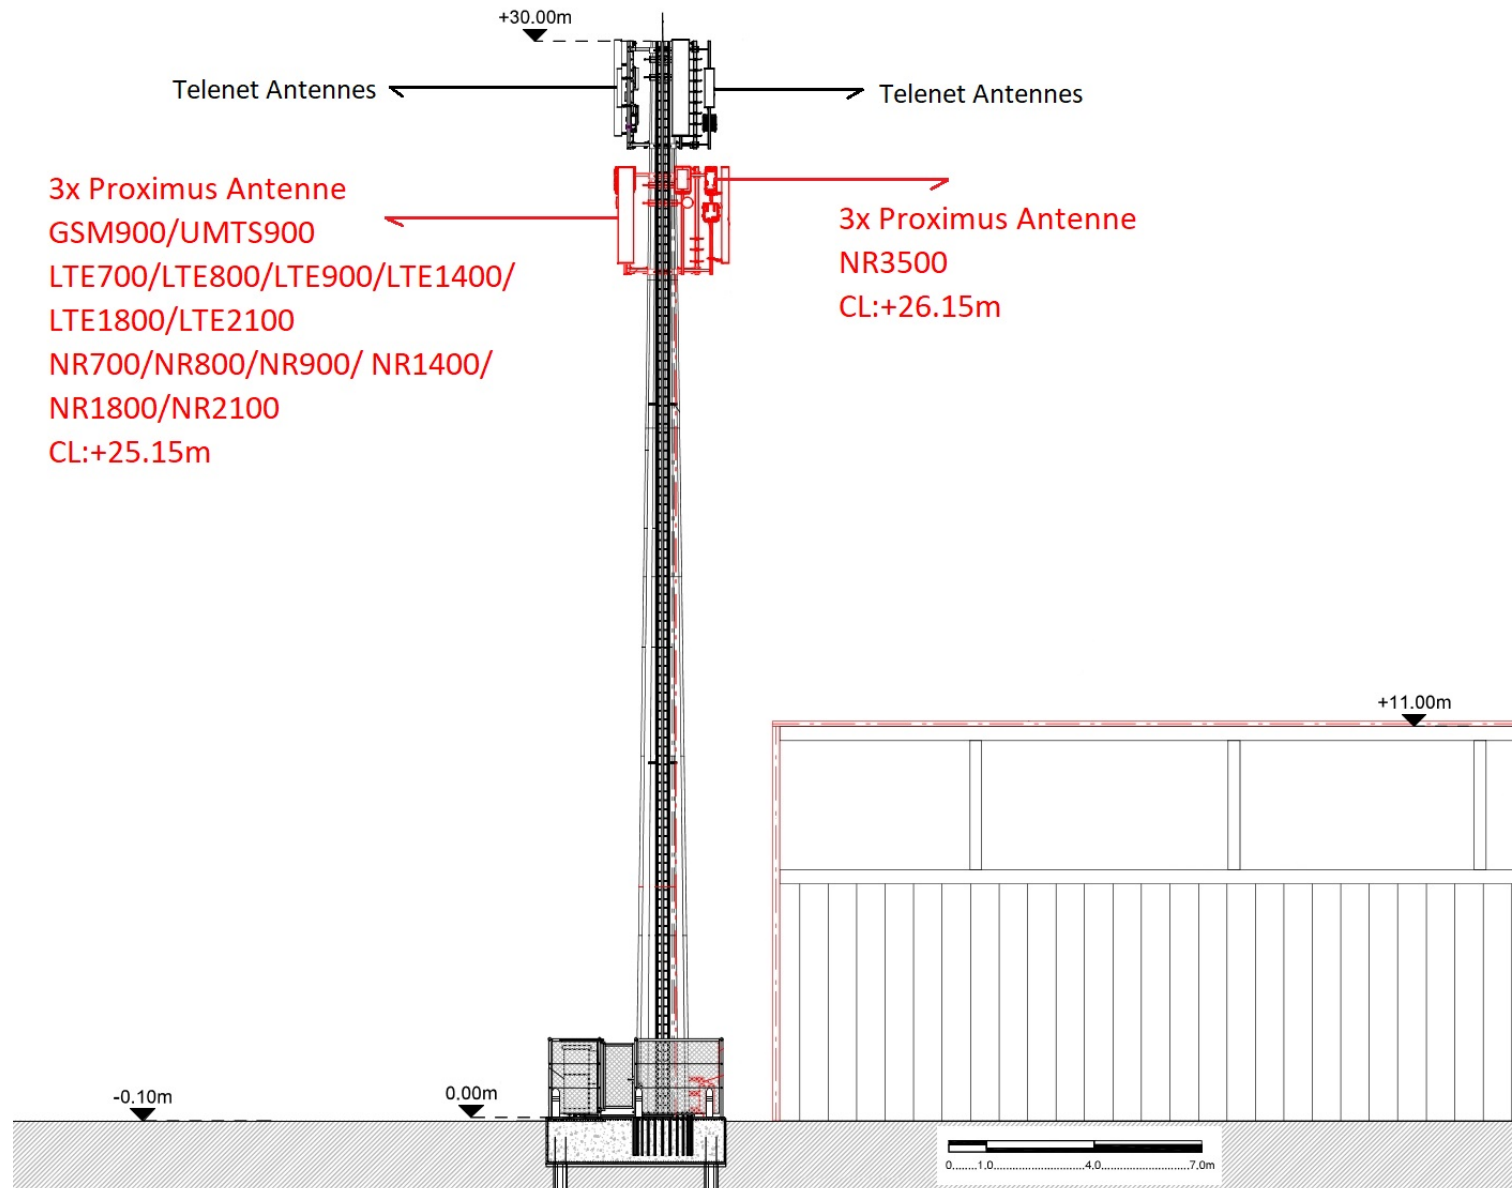 +30.00m
Telenet Antennes
Telenet Antennes
3x Proximus Antenne
GSM900/UMTS900
LTE700/LTE800/LTE900/LTE1400/
LTE1800/LTE2100
NR700/NR800/NR900/ NR1400/
NR1800/NR2100
CL:+25.15m
3x Proximus Antenne
NR3500
CL:+26.15m
+11.00m
-0.10m
0.00m
0.......1.0.......................4.0.......................7.0m